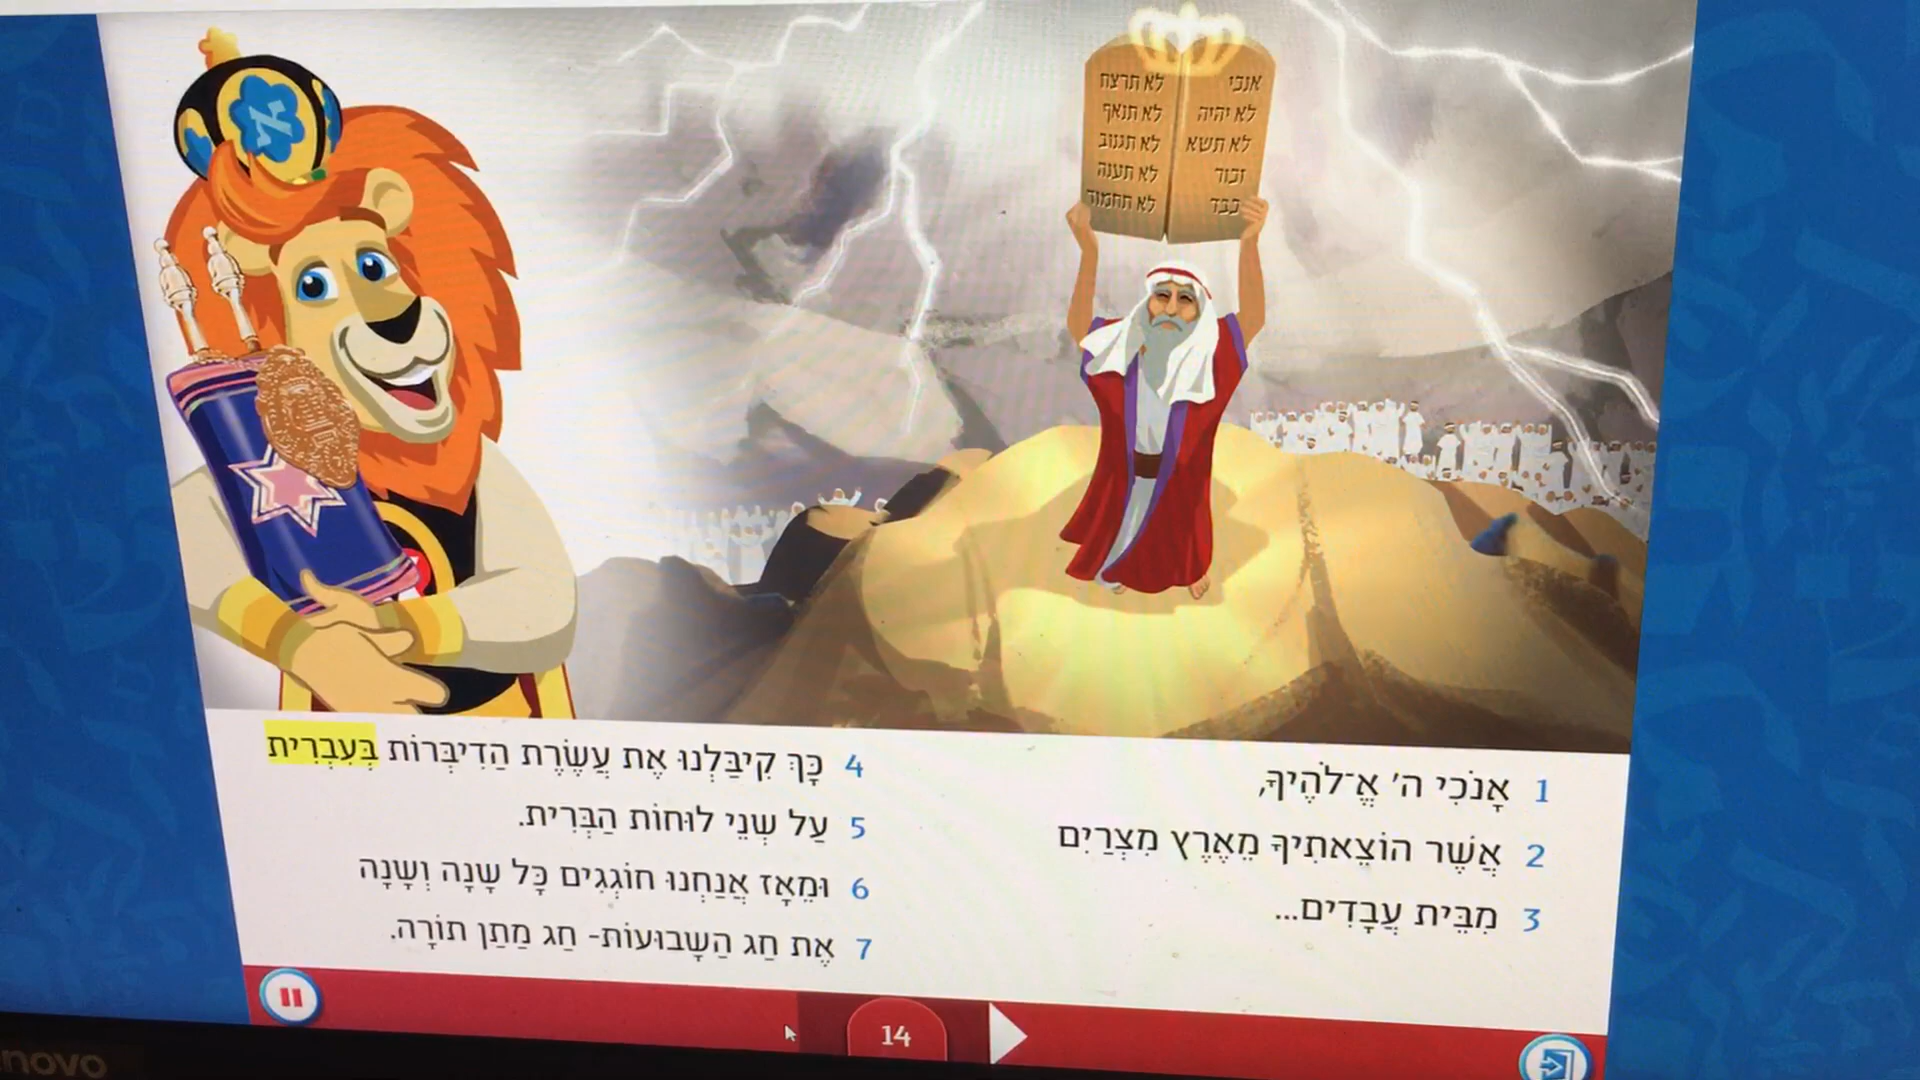 א
אנכי
לא יהיה
לא תשא
זכור
כבד
לא תרצח
לא תנאף
לא תגנוב
לא תענה
לא תחמוד
1 אָנֹכִי ה' אֱ־לֹהֶיךָ,
2 אֲשֶׁר הוֹצֵאתִיךָ מֵאֶרֶץ מִצְרַיִם
3 מִבֵּית עֲבָדִים...
4 כָּךְ קִיבַּלְנוּ אֶת עֲשֶׂרֶת הַדִיבְּרוֹת בְּעִבְרִית
5 עַל שְׁנֵי לוּחוֹת הַבְּרִית.
6 וּמֵאָז אֲנַחְנוּ חוֹגְגִים כָּל שָׁנָה וְשָׁנָה
7 אֶת חַג הַשָׁבוּעוֹת- חַג מַתַן תוֹרָה.
14
novo